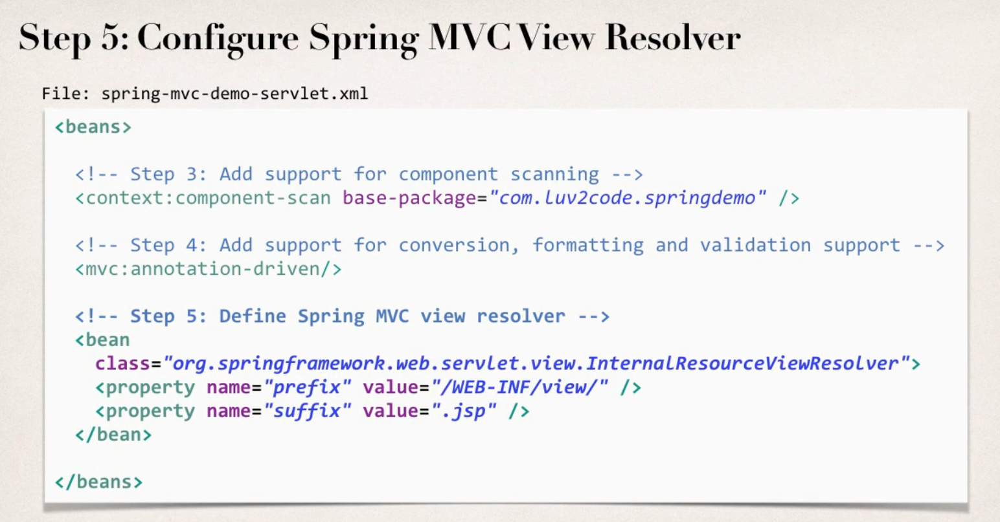 Step 5: Configure Spring MVC View Resolver
File: spring-mvc-demo-servlet.xml
<beans>
<!-- Step 3: Add support for component scanning -->
<context:component-scan base-package="com.luv2code.springdemo" />
<!-- Step 4: Add support for conversion, formatting and validation support -->
<mvc:annotation-driven/>
<!-- Step 5: Define Spring MVC view resolver -->
<bean
class="org.springframework.web.servlet.view.InternalResourceViewResolver">
<property name="prefix" value="/WEB-INF/view/" />
<property name="suffix" value=".jsp" />
</bean>
</beans>